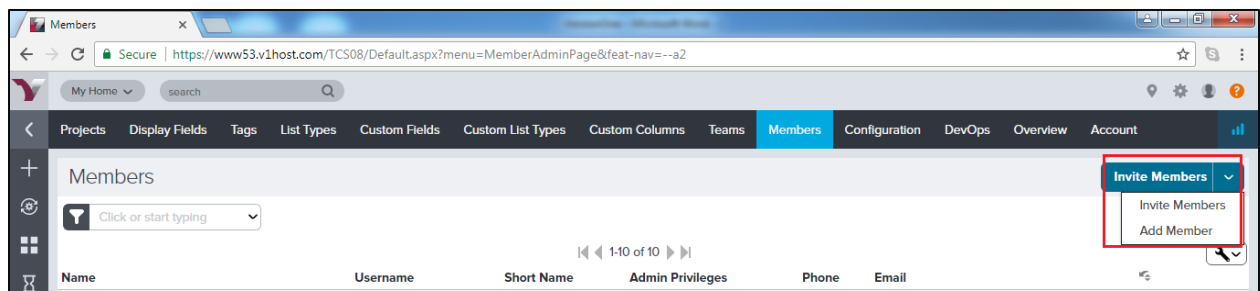 Members
Secure | https://www53.v1host.com/TCS08/Default.aspx?menu=MemberAdminPage&feat-nav=--a2
My Home search
Projects Display Fields Tags List Types Custom Fields Custom List Types Custom Columns Teams Members Configuration DevOps Overview Account
Members Invite Members
Invite Members
Click or start typing
Add Member
1-10 of 10
Name Username Short Name Admin Privileges Phone Email